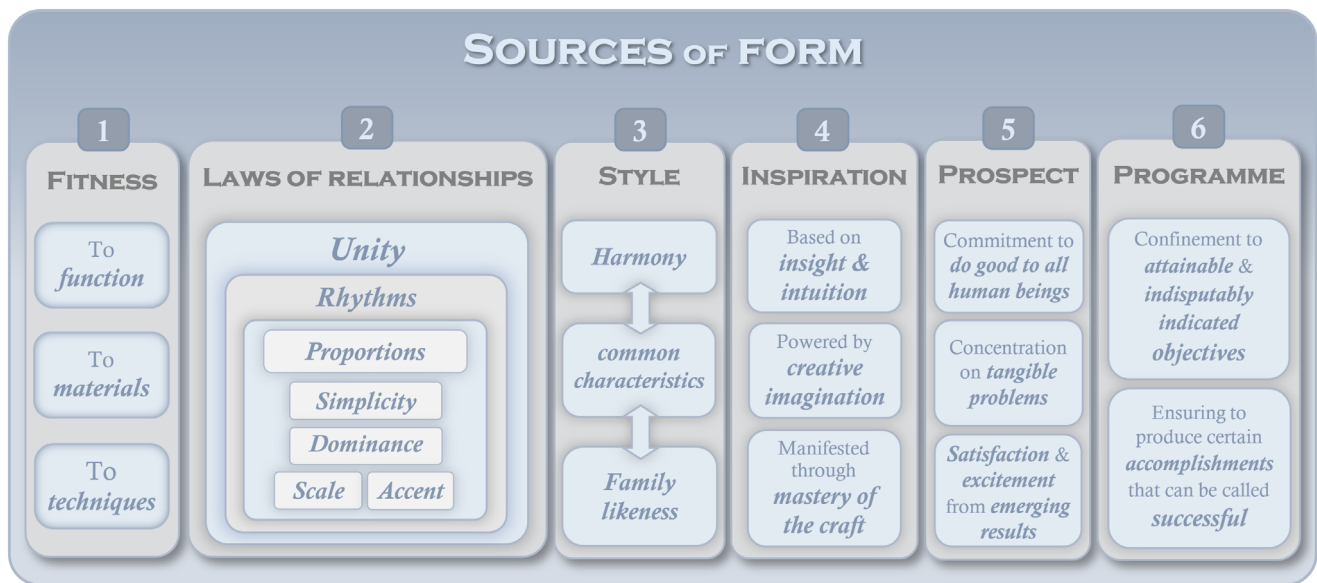 SOURCES OF FORM
1
FITNESS
To
function
To
materials
To
techniques
2
LAWS OF RELATIONSHIPS
Unity
Rhythms
Proportions
Simplicity
Dominance
Scale
Accent
3
STYLE
Harmony
common
characteristics
Family
likeness
4
INSPIRATION
Based on
insight &
intuition
Powered by
creative
imagination
Manifested
through
mastery of
the craft
5
PROSPECT
Commitment to
do good to all
human beings
Concentration
on tangible
problems
Satisfaction &
excitement
from emerging
results
6
PROGRAMME
Confinement to
attainable &
indisputably
indicated
objectives
Ensuring to
produce certain
accomplishments
that can be called
successful